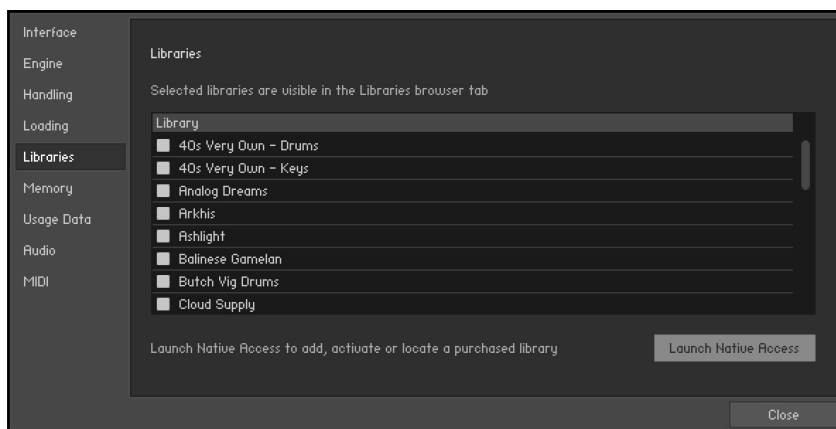 Interface
Engine
Handling
Loading
Libraries
Memory
Usage Data
Audio
MIDI
Libraries
Selected libraries are visible in the Libraries browser tab
Library
40s Very Own - Drums
40s Very Own - Keys
Analog Dreams
Arkhis
Ashlight
Balinese Gamelan
Butch Vig Drums
Cloud Supply
Launch Native Access to add, activate or locate a purchased library
Launch Native Access
Close